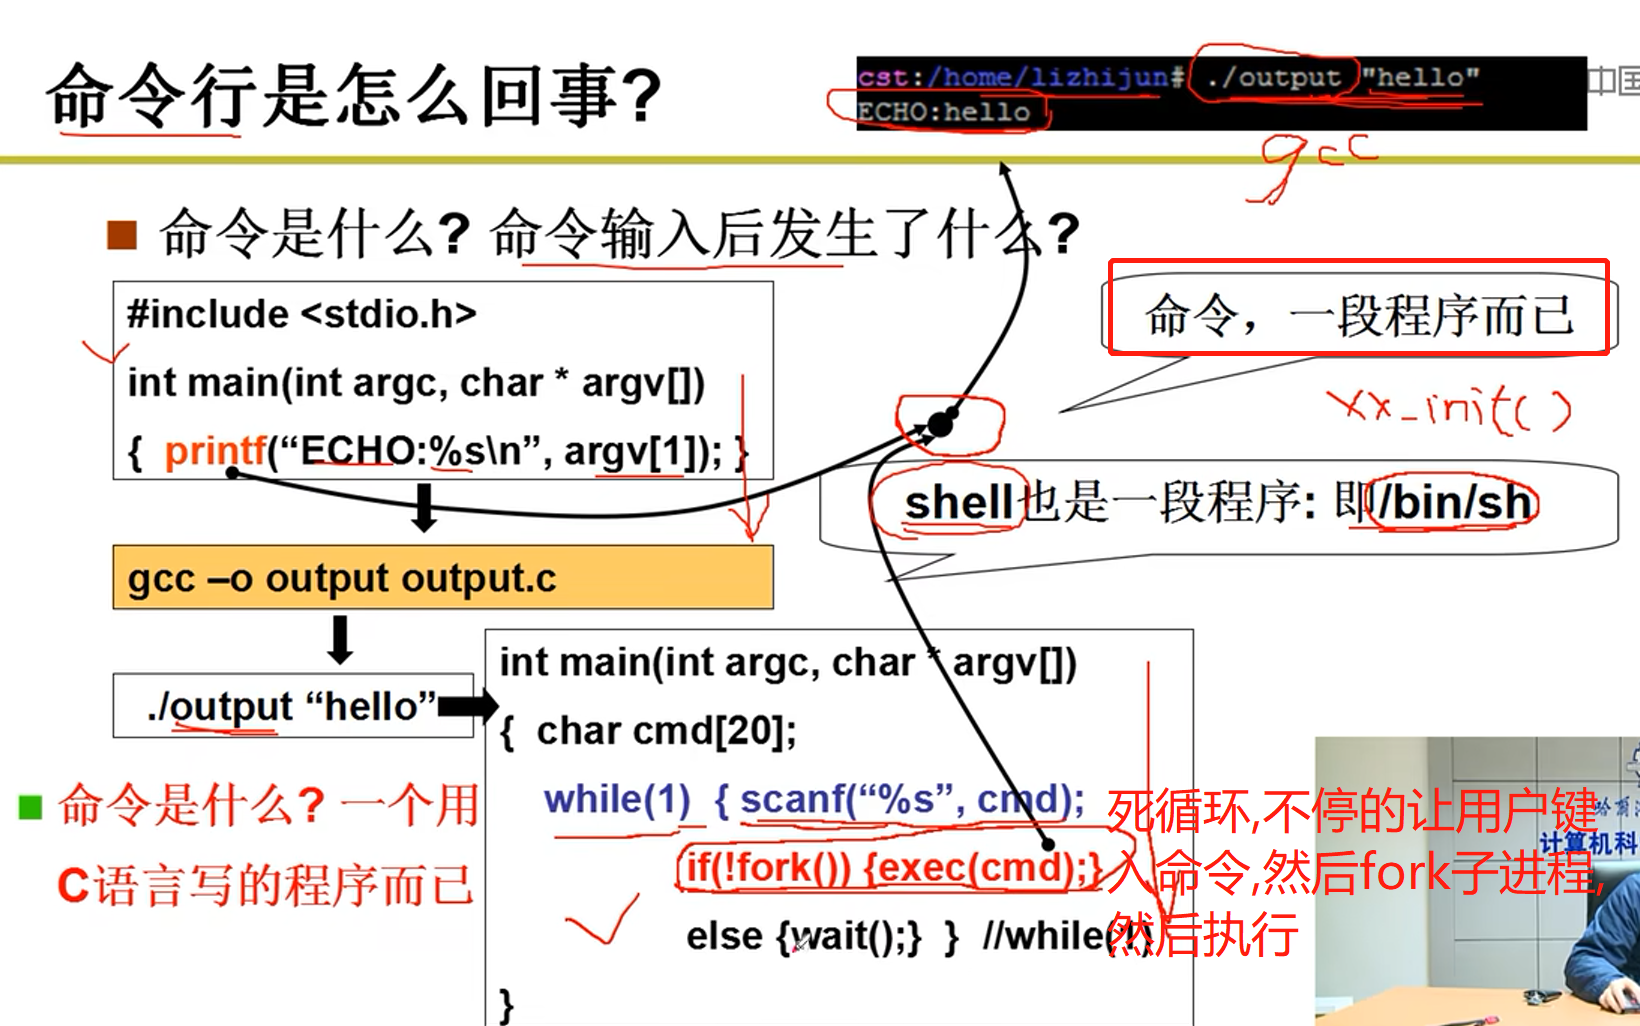 命令行是怎么回事?
cst:/home/lizhijun# ./output "hello"
ECHO:hello
中国
gcc
命令是什么? 命令输入后发生了什么?
#include <stdio.h>
int main(int argc, char * argv[])
{ printf(“ECHO:%s\n”, argv[1]); }
命令，一段程序而已
xx_init()
shell也是一段程序: 即/bin/sh
gcc –o output output.c
./output “hello”
int main(int argc, char * argv[])
{ char cmd[20];
while(1) { scanf(“%s”, cmd);
if(!fork()) {exec(cmd);}
else {wait();} } //while(1)
}
命令是什么? 一个用
C语言写的程序而已
死循环,不停的让用户键
入命令,然后fork子进程,
然后执行
计算机科